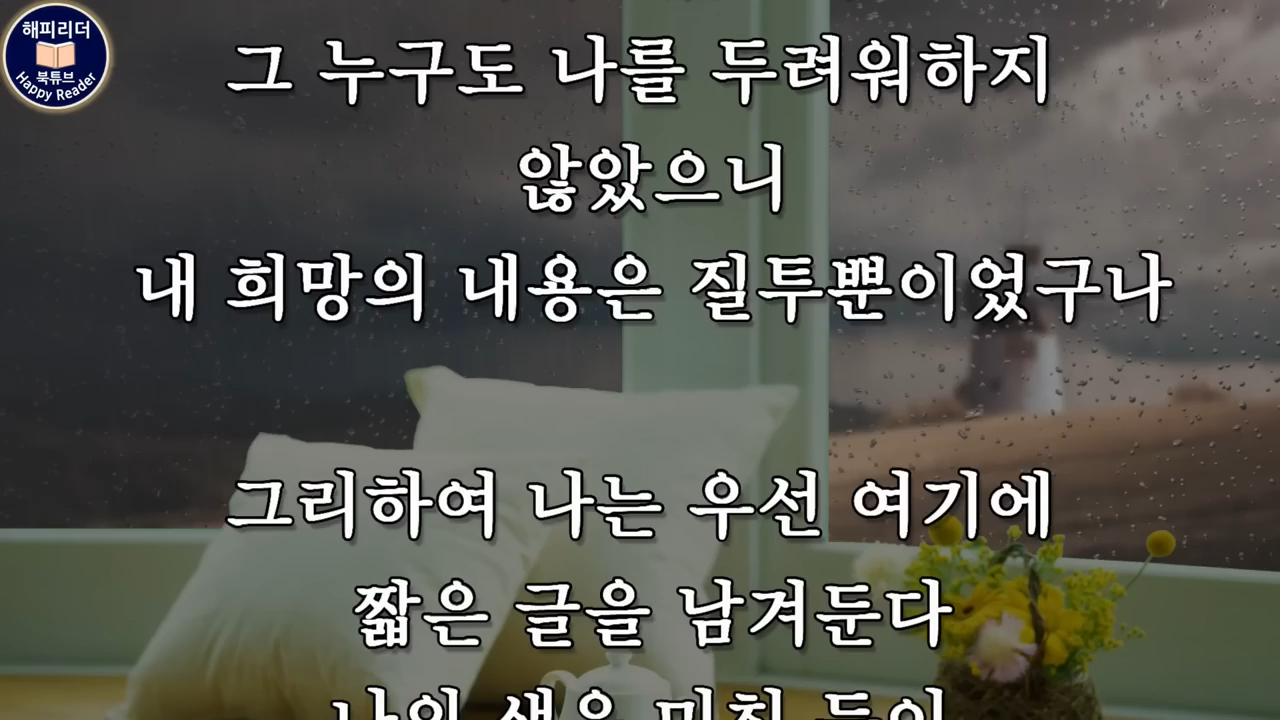 해피리더
북튜브
Happy Reader
그 누구도 나를 두려워하지
않았으니
내 희망의 내용은 질투뿐이었구나
그리하여 나는 우선 여기에
짧은 글을 남겨둔다